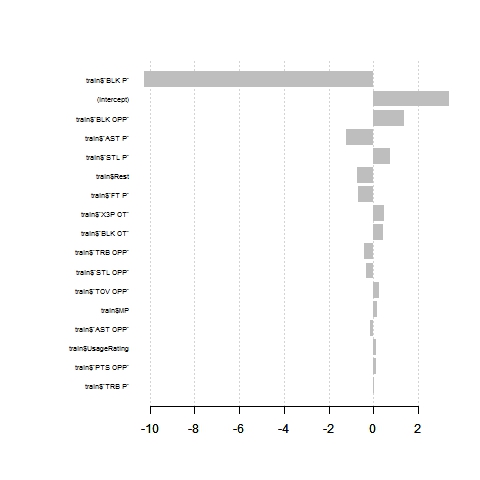 train$`BLK P`
(Intercept)
train$`BLK OPP`
train$`AST P`
train$`STL P`
train$Rest
train$`FT P`
train$`X3P OT`
train$`BLK OT`
train$`TRB OPP`
train$`STL OPP`
train$`TOV OPP`
train$MP
train$`AST OPP`
train$UsageRating
train$`PTS OPP`
train$`TRB P`
-10 -8 -6 -4 -2 0 2